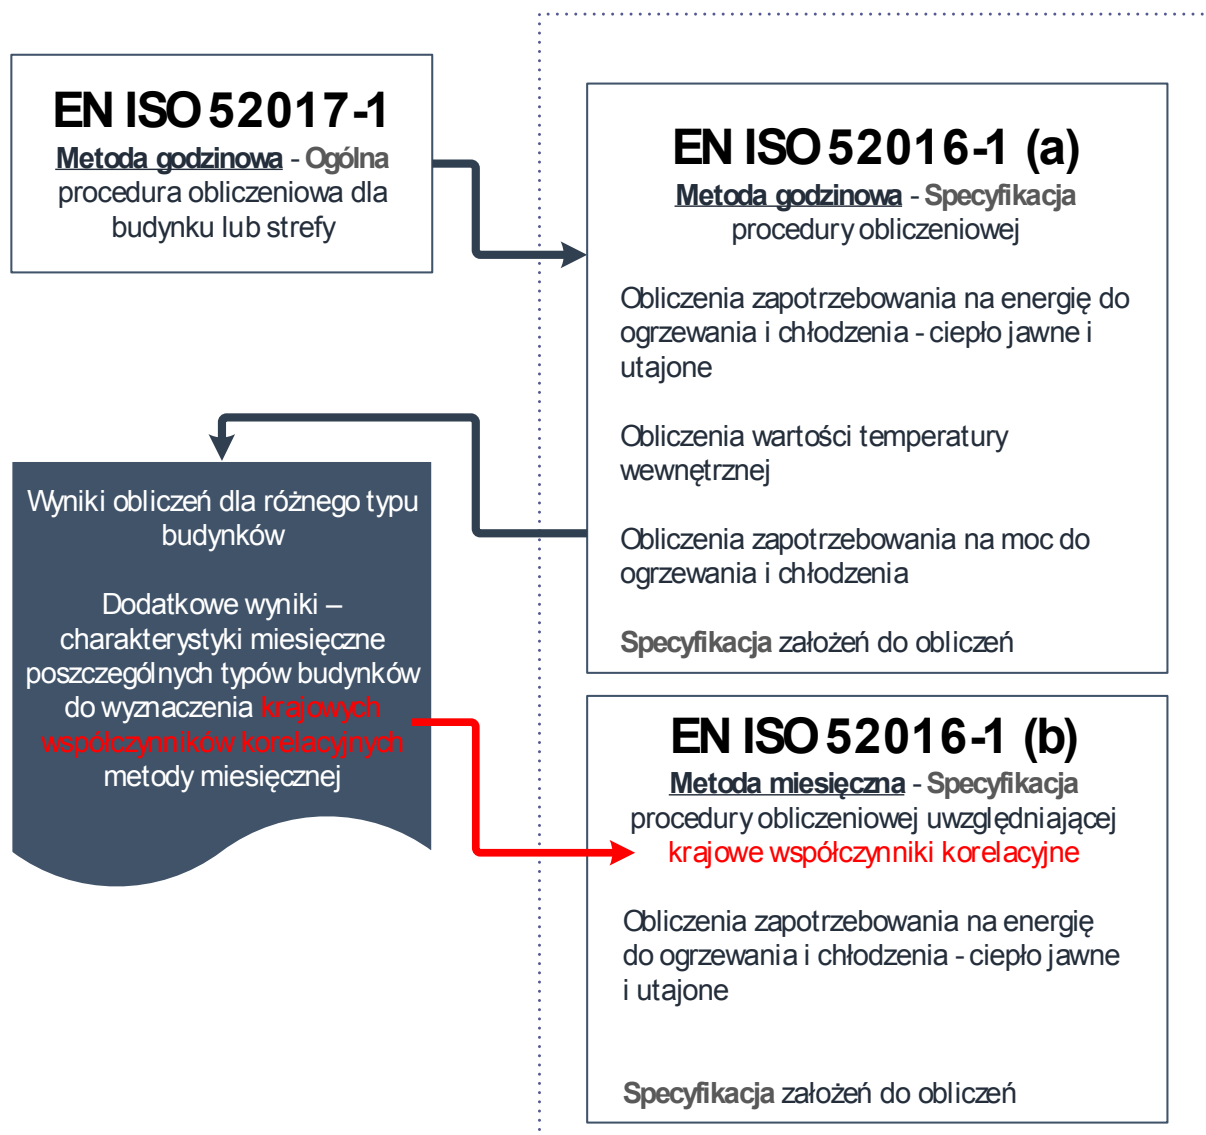 EN ISO 52017-1
Metoda godzinowa - Ogólna
procedura obliczeniowa dla
budynku lub strefy
EN ISO 52016-1 (a)
Metoda godzinowa - Specyfikacja
procedury obliczeniowej
Obliczenia zapotrzebowania na energię do
ogrzewania i chłodzenia - ciepło jawne i
utajone
Obliczenia wartości temperatury
wewnętrznej
Obliczenia zapotrzebowania na moc do
ogrzewania i chłodzenia
Specyfikacja założeń do obliczeń
Wyniki obliczeń dla różnego typu
budynków
Dodatkowe wyniki –
charakterystyki miesięczne
poszczególnych typów budynków
do wyznaczenia krajowych
współczynników korelacyjnych
metody miesięcznej
EN ISO 52016-1 (b)
Metoda miesięczna - Specyfikacja
procedury obliczeniowej uwzględniającej
krajowe współczynniki korelacyjne
Obliczenia zapotrzebowania na energię
do ogrzewania i chłodzenia - ciepło jawne
i utajone
Specyfikacja założeń do obliczeń